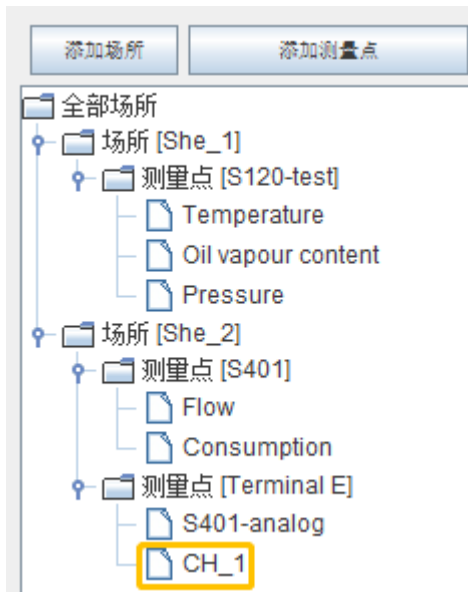 添加场所
添加测量点
全部场所
场所 [She_1]
测量点 [S120-test]
Temperature
Oil vapour content
Pressure
场所 [She_2]
测量点 [S401]
Flow
Consumption
测量点 [Terminal E]
S401-analog
CH_1